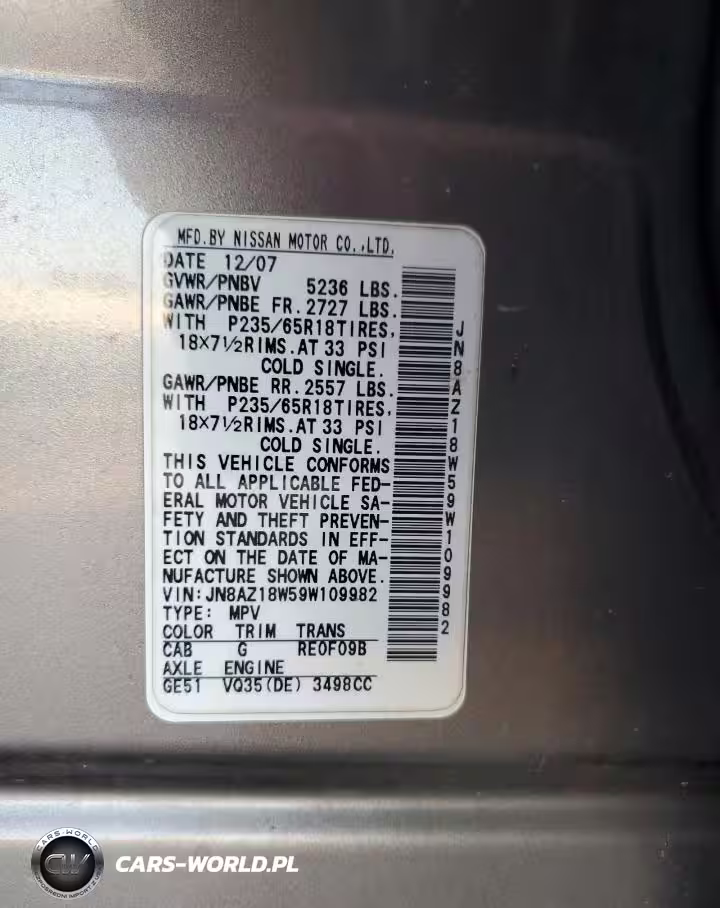 MFD.BY NISSAN MOTOR CO.,LTD.
DATE 12/07
GVWR/PNBV 5236 LBS.
GAWR/PNBE FR.2727 LBS.
WITH P235/65R18TIRES,
18×7½RIMS.AT 33 PSI
COLD SINGLE.
GAWR/PNBE RR.2557 LBS.
WITH P235/65R18TIRES,
18×7½RIMS.AT 33 PSI
COLD SINGLE.
THIS VEHICLE CONFORMS
TO ALL APPLICABLE FED-
ERAL MOTOR VEHICLE SA-
FETY AND THEFT PREVEN-
TION STANDARDS IN EFF-
ECT ON THE DATE OF MA-
NUFACTURE SHOWN ABOVE.
VIN:JN8AZ18W59W109982
TYPE: MPV
COLOR TRIM TRANS
CAB G RE0F09B
AXLE ENGINE
GE51 VQ35(DE) 3498CC
JN8AZ18W59W109982
CARS-WORLD
CW
CARS-WORLD.PL